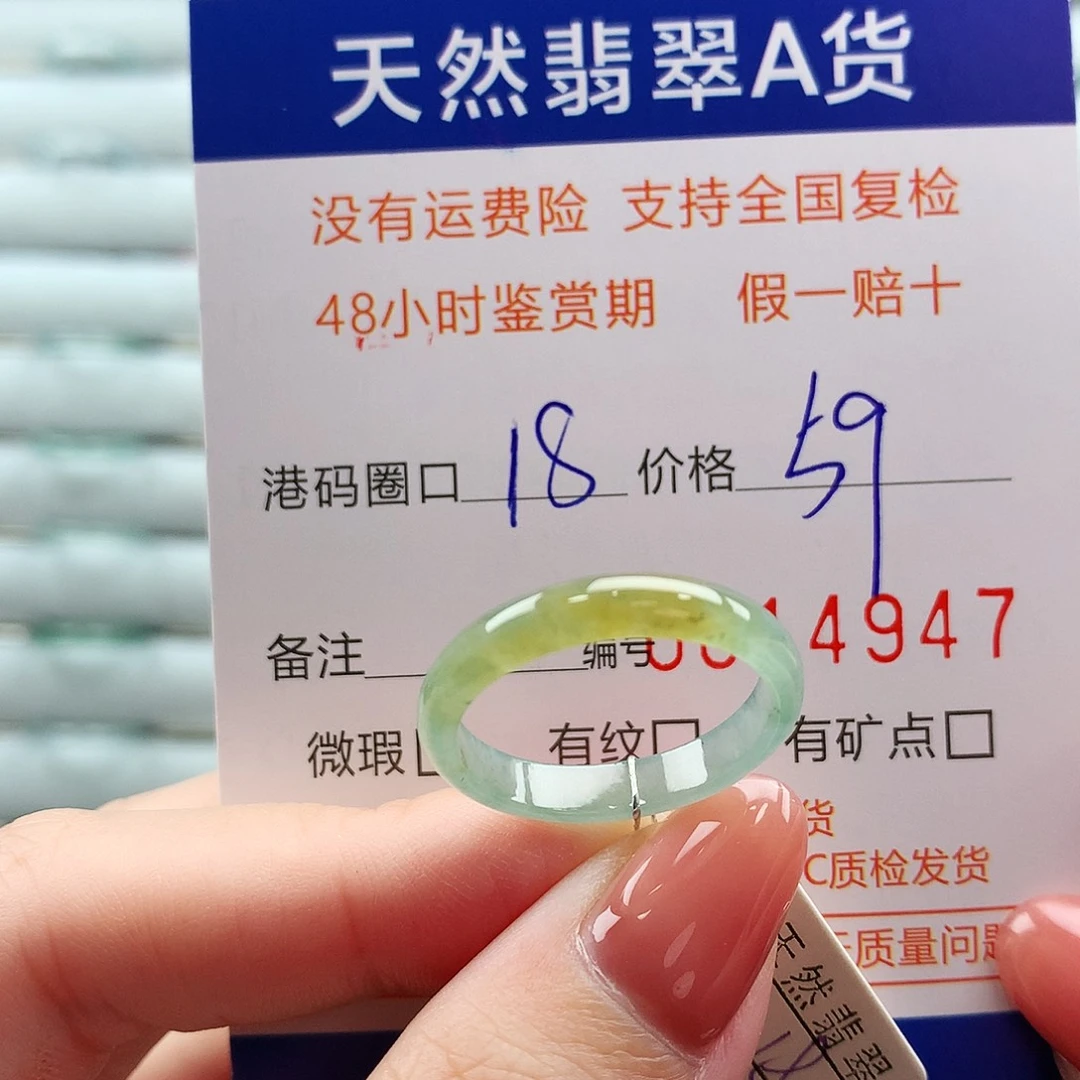 天然翡翠A货
没有运费险 支持全国复检
48小时鉴赏期 假一赔十
港码圈口 18 价格 59
备注 编号 4947
微瑕 有纹 有矿点
货
C质检发货
质量问题
天然翡翠